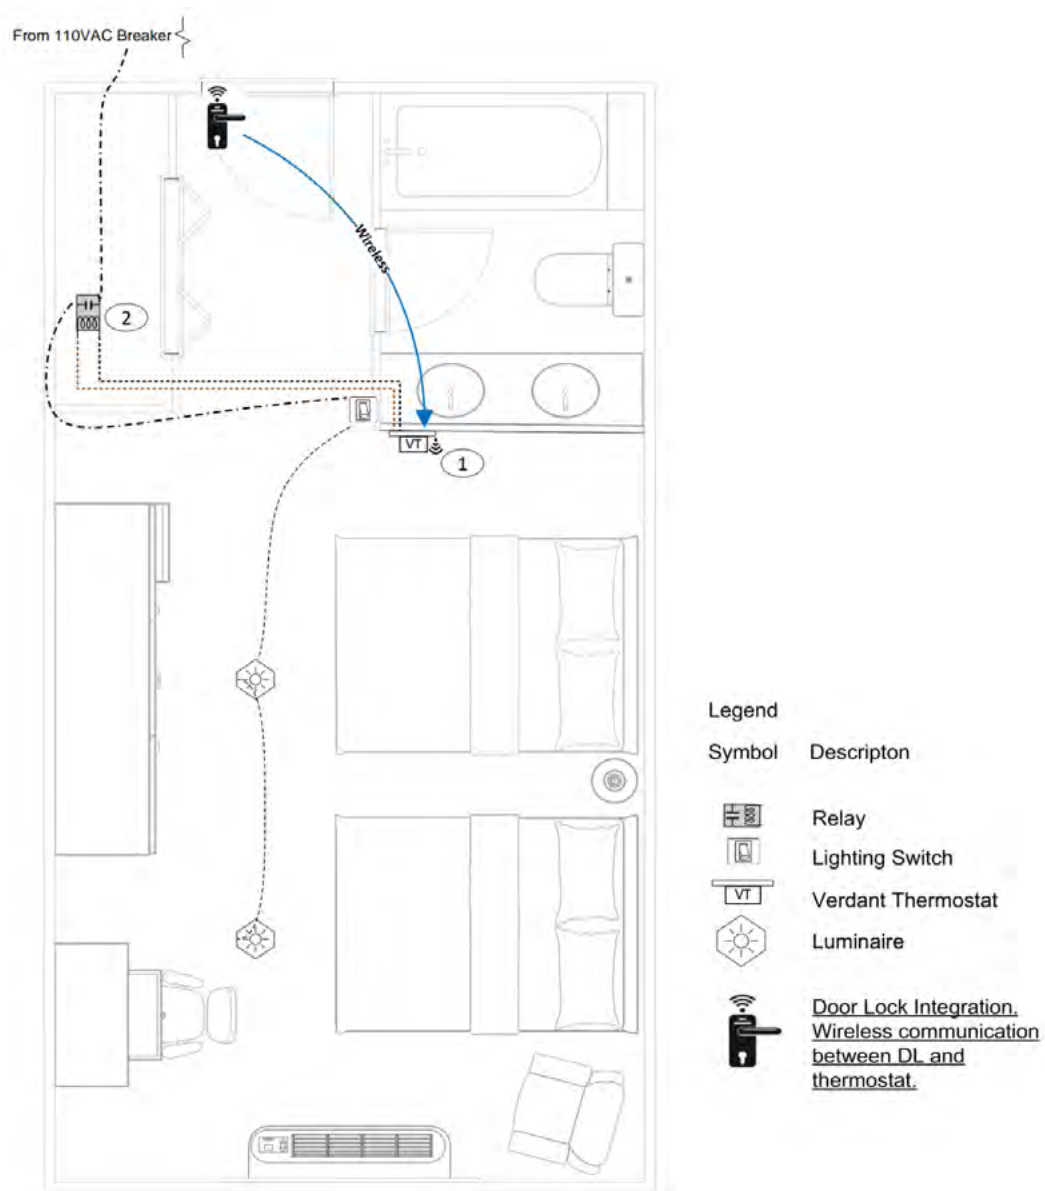 From 110VAC Breaker
Wireless
2
VT
1
Legend
Symbol Descripton
Relay
Lighting Switch
VT
Verdant Thermostat
Luminaire
Door Lock Integration.
Wireless communication
between DL and
thermostat.